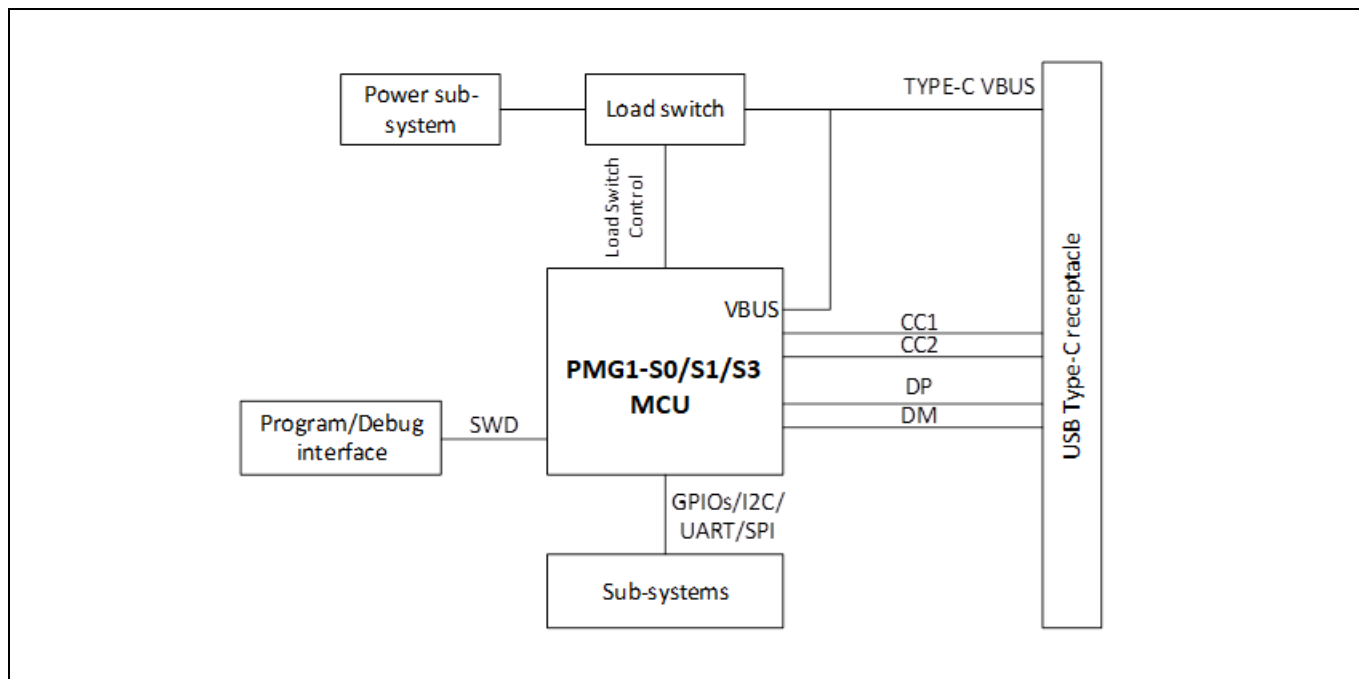 TYPE-C VBUS
Power sub-
system
Load switch
Load Switch
Control
VBUS
CC1
CC2
PMG1-S0/S1/S3
MCU
DP
DM
USB Type-C receptacle
Program/Debug
interface
SWD
GPIOs/I2C/
UART/SPI
Sub-systems